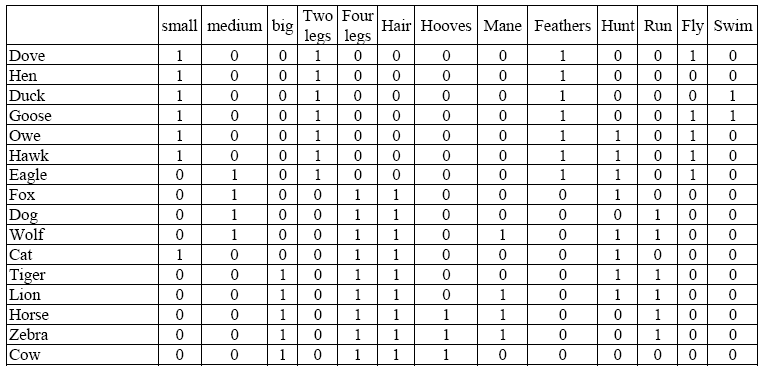 small medium big Two legs Four legs Hair Hooves Mane Feathers Hunt Run Fly Swim
Dove 1 0 0 1 0 0 0 0 1 0 0 1 0
Hen 1 0 0 1 0 0 0 0 1 0 0 0 0
Duck 1 0 0 1 0 0 0 0 1 0 0 0 1
Goose 1 0 0 1 0 0 0 0 1 0 0 1 1
Owe 1 0 0 1 0 0 0 0 1 1 0 1 0
Hawk 1 0 0 1 0 0 0 0 1 1 0 1 0
Eagle 0 1 0 1 0 0 0 0 1 1 0 1 0
Fox 0 1 0 0 1 1 0 0 0 1 0 0 0
Dog 0 1 0 0 1 1 0 0 0 0 1 0 0
Wolf 0 1 0 0 1 1 0 1 0 1 1 0 0
Cat 1 0 0 0 1 1 0 0 0 1 0 0 0
Tiger 0 0 1 0 1 1 0 0 0 1 1 0 0
Lion 0 0 1 0 1 1 0 1 0 1 1 0 0
Horse 0 0 1 0 1 1 1 1 0 0 1 0 0
Zebra 0 0 1 0 1 1 1 1 0 0 1 0 0
Cow 0 0 1 0 1 1 1 0 0 0 0 0 0